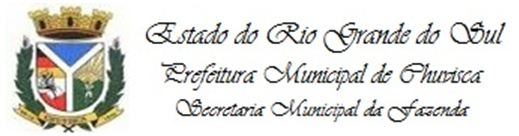 Estado do Rio Grande do Sul
Prefeitura Municipal de Chuvisca
Secretaria Municipal da Fazenda